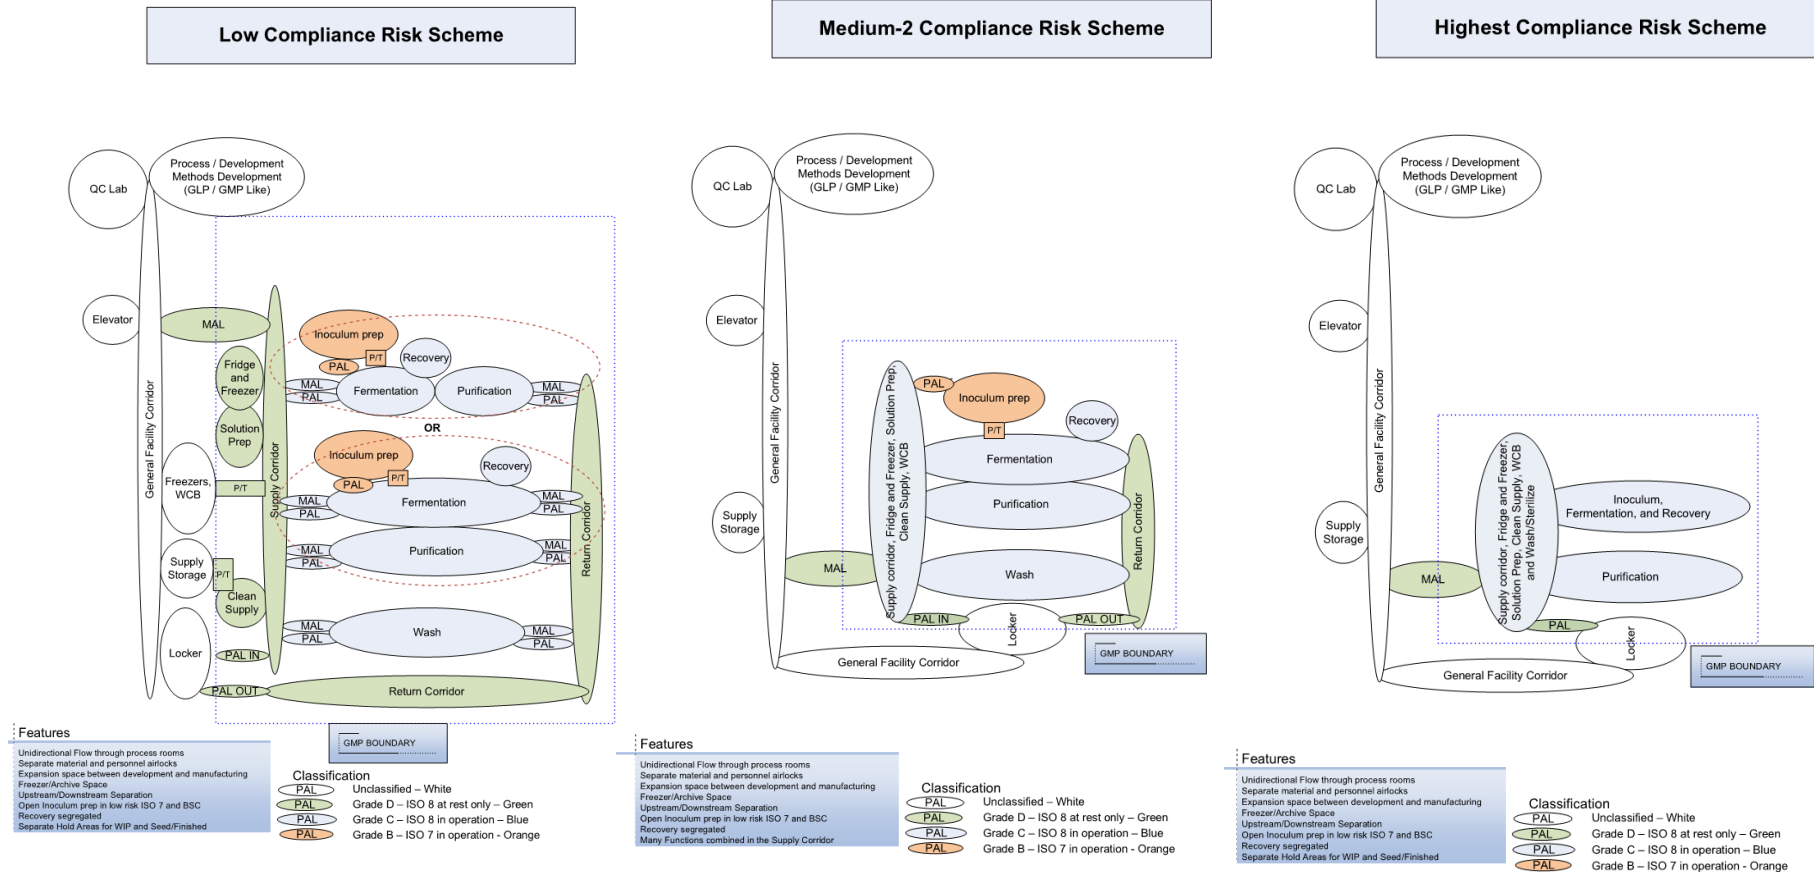 Low Compliance Risk Scheme
QC Lab
Process / Development
Methods Development
(GLP / GMP Like)
Elevator
General Facility Corridor
MAL
Fridge
and
Freezer
Solution
Prep
Supply Corridor
Freezers,
WCB
P/T
Supply
Storage
P/T
Clean
Supply
Locker
PAL IN
PAL OUT
Return Corridor
Inoculum prep
P/T
PAL
Recovery
MAL
PAL
Fermentation
Purification
MAL
PAL
OR
Inoculum prep
P/T
PAL
Recovery
MAL
PAL
Fermentation
MAL
PAL
MAL
PAL
Purification
MAL
PAL
MAL
PAL
Wash
MAL
PAL
Return Corridor
GMP BOUNDARY
Features
Unidirectional Flow through process rooms
Separate material and personnel airlocks
Expansion space between development and manufacturing
Freezer/Archive Space
Upstream/Downstream Separation
Open Inoculum prep in low risk ISO 7 and BSC
Recovery segregated
Separate Hold Areas for WIP and Seed/Finished
Classification
PAL Unclassified – White
PAL Grade D – ISO 8 at rest only – Green
PAL Grade C – ISO 8 in operation – Blue
PAL Grade B – ISO 7 in operation - Orange
Medium-2 Compliance Risk Scheme
QC Lab
Process / Development
Methods Development
(GLP / GMP Like)
Elevator
General Facility Corridor
Supply
Storage
MAL
Supply corridor, Fridge and Freezer, Solution Prep,
Clean Supply, WCB
PAL
Inoculum prep
P/T
Recovery
Fermentation
Purification
Wash
Return Corridor
PAL IN
Locker
PAL OUT
General Facility Corridor
GMP BOUNDARY
Features
Unidirectional Flow through process rooms
Separate material and personnel airlocks
Expansion space between development and manufacturing
Freezer/Archive Space
Upstream/Downstream Separation
Open Inoculum prep in low risk ISO 7 and BSC
Recovery segregated
Many Functions combined in the Supply Corridor
Classification
PAL Unclassified – White
PAL Grade D – ISO 8 at rest only – Green
PAL Grade C – ISO 8 in operation – Blue
PAL Grade B – ISO 7 in operation - Orange
Highest Compliance Risk Scheme
QC Lab
Process / Development
Methods Development
(GLP / GMP Like)
Elevator
General Facility Corridor
Supply
Storage
MAL
Supply corridor, Fridge and Freezer,
Solution Prep, Clean Supply, WCB
and Wash/Sterilize
Inoculum,
Fermentation, and Recovery
Purification
PAL
Locker
General Facility Corridor
GMP BOUNDARY
Features
Unidirectional Flow through process rooms
Separate material and personnel airlocks
Expansion space between development and manufacturing
Freezer/Archive Space
Upstream/Downstream Separation
Open Inoculum prep in low risk ISO 7 and BSC
Recovery segregated
Separate Hold Areas for WIP and Seed/Finished
Classification
PAL Unclassified – White
PAL Grade D – ISO 8 at rest only – Green
PAL Grade C – ISO 8 in operation – Blue
PAL Grade B – ISO 7 in operation - Orange